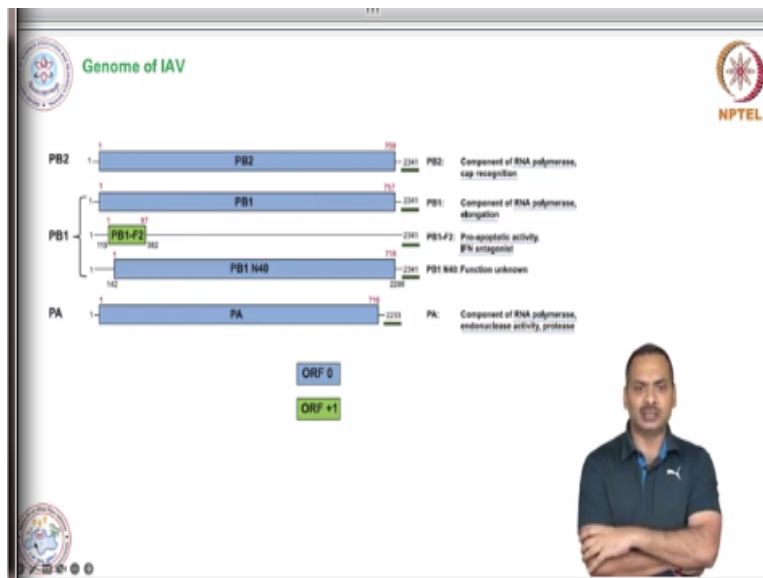 Genome of IAV
NPTEL
PB2 1 1 PB2 759 2341 PB2: Component of RNA polymerase,
cap recognition
1 1 PB1 757 2341 PB1: Component of RNA polymerase,
elongation
PB1 1 1 PB1-F2 87 2341 PB1-F2: Pro-apoptotic activity,
119 382 IFN antagonist
1 1 PB1 N40 718 2341 PB1 N40: Function unknown
142 2298
PA 1 1 PA 716 2233 PA: Component of RNA polymerase,
endonuclease activity, protease
ORF 0
ORF +1